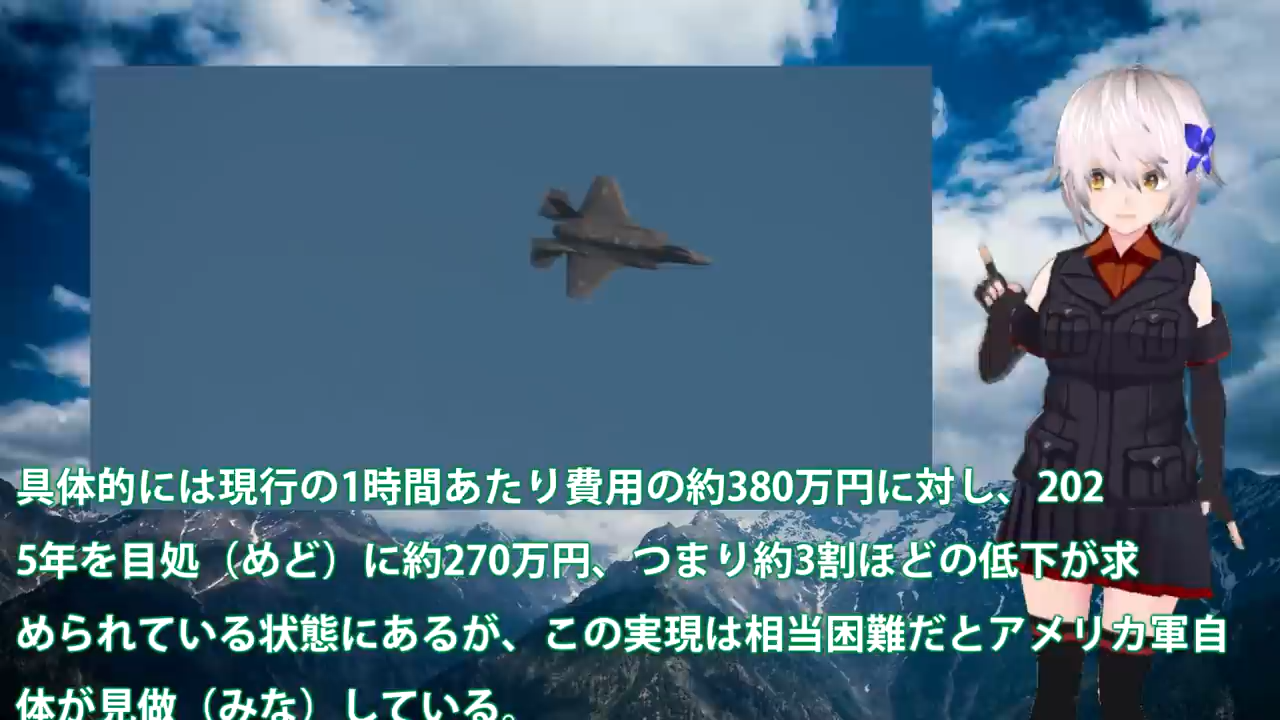 具体的には現行の1時間あたり費用の約380万円に対し、202
5年を目処（めど）に約270万円、つまり約3割ほどの低下が求
められている状態にあるが、この実現は相当困難だとアメリカ軍自
体が見做（みな）している。